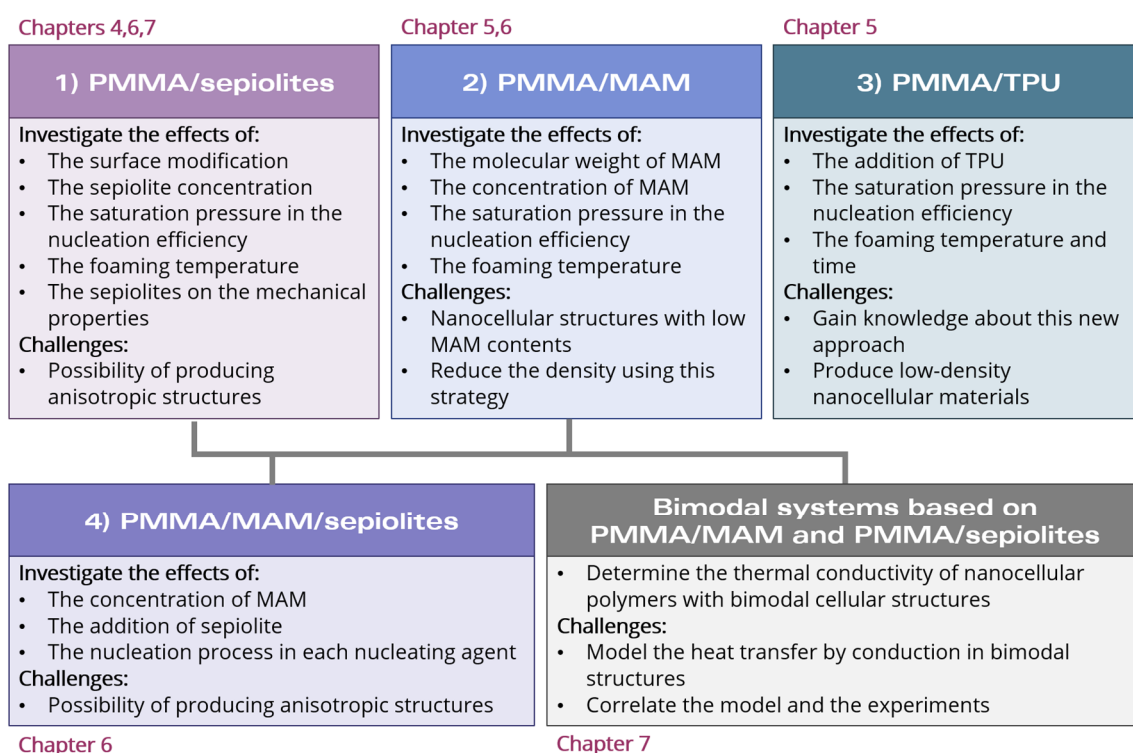 Chapters 4,6,7
1) PMMA/sepiolites
Investigate the effects of:
• The surface modification
• The sepiolite concentration
• The saturation pressure in the
nucleation efficiency
• The foaming temperature
• The sepiolites on the mechanical
properties
Challenges:
• Possibility of producing
anisotropic structures
Chapter 5,6
2) PMMA/MAM
Investigate the effects of:
• The molecular weight of MAM
• The concentration of MAM
• The saturation pressure in the
nucleation efficiency
• The foaming temperature
Challenges:
• Nanocellular structures with low
MAM contents
• Reduce the density using this
strategy
Chapter 5
3) PMMA/TPU
Investigate the effects of:
• The addition of TPU
• The saturation pressure in the
nucleation efficiency
• The foaming temperature and
time
Challenges:
• Gain knowledge about this new
approach
• Produce low-density
nanocellular materials
4) PMMA/MAM/sepiolites
Investigate the effects of:
• The concentration of MAM
• The addition of sepiolite
• The nucleation process in each nucleating agent
Challenges:
• Possibility of producing anisotropic structures
Chapter 6
Bimodal systems based on
PMMA/MAM and PMMA/sepiolites
• Determine the thermal conductivity of nanocellular
polymers with bimodal cellular structures
Challenges:
• Model the heat transfer by conduction in bimodal
structures
• Correlate the model and the experiments
Chapter 7